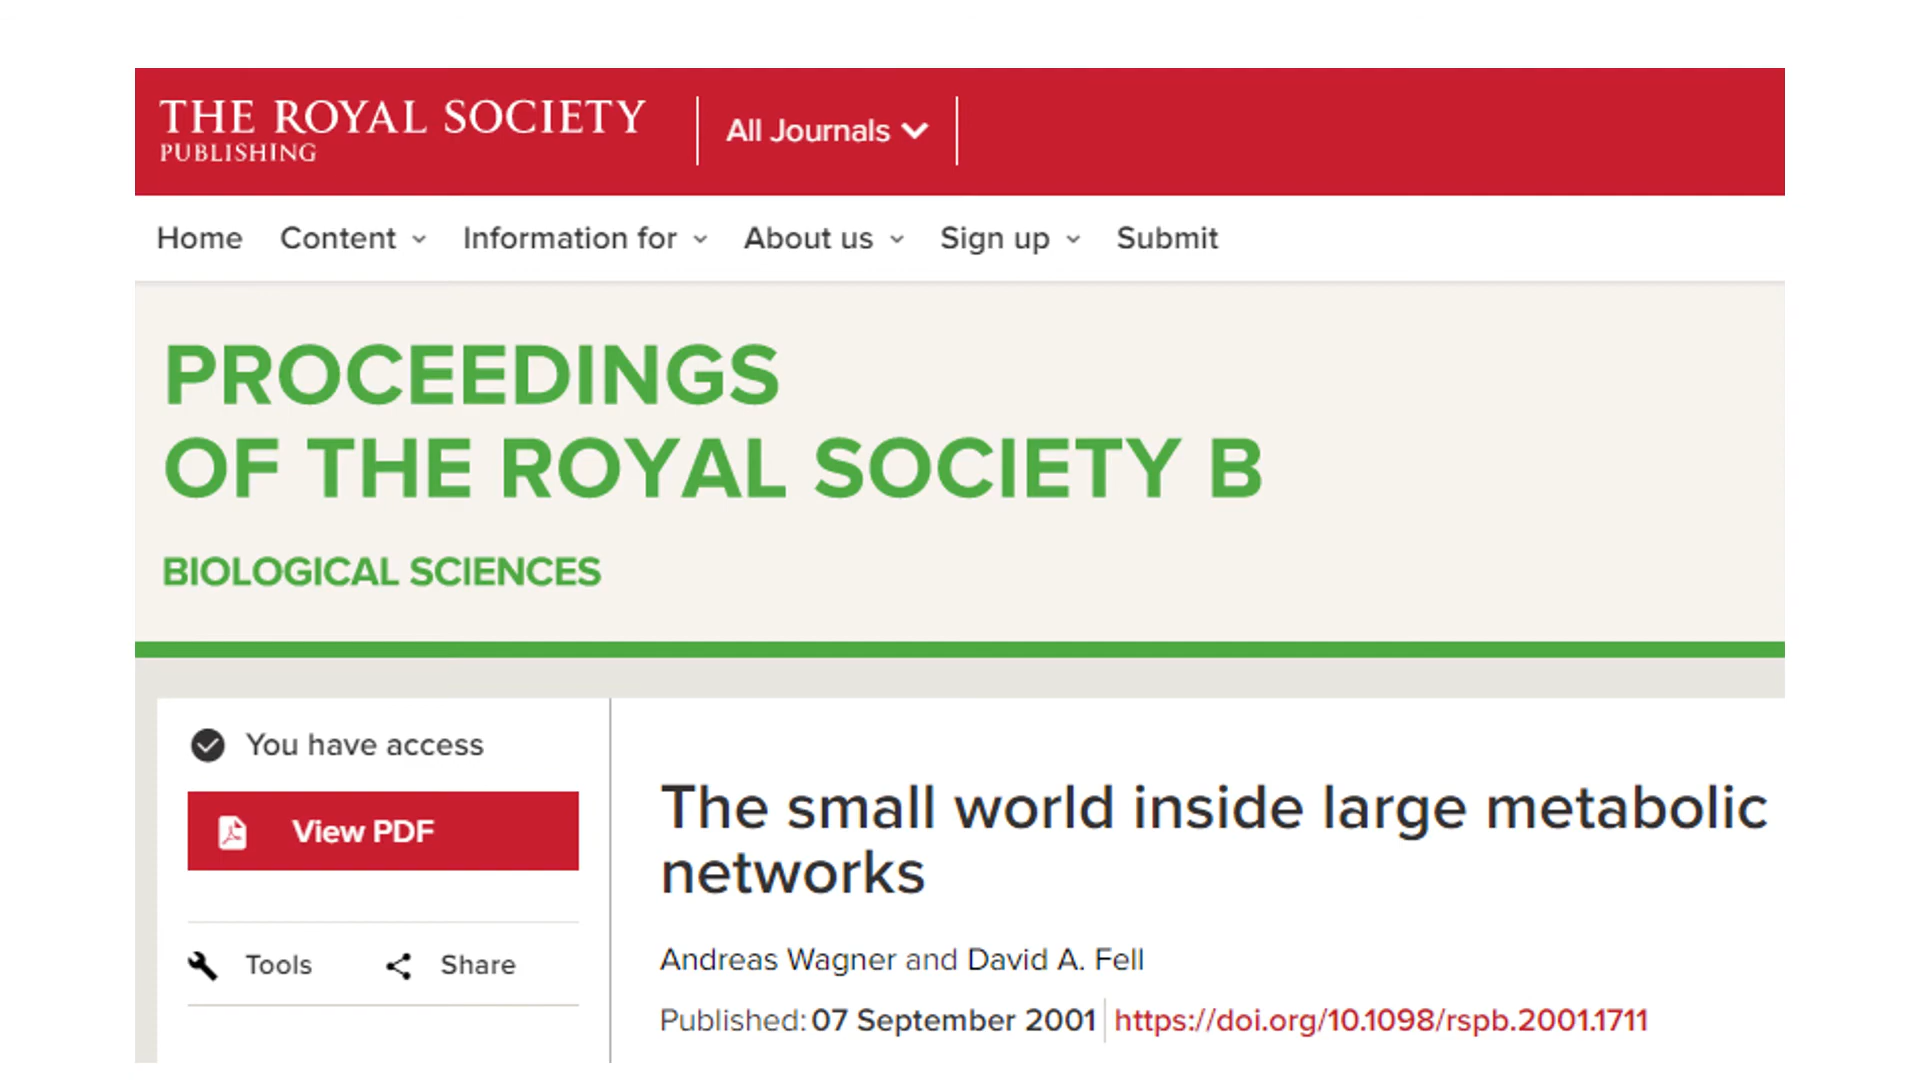 THE ROYAL SOCIETY
PUBLISHING
All Journals
Home Content Information for About us Sign up Submit
PROCEEDINGS
OF THE ROYAL SOCIETY B
BIOLOGICAL SCIENCES
You have access
View PDF
Tools Share
The small world inside large metabolic
networks
Andreas Wagner and David A. Fell
Published: 07 September 2001 https://doi.org/10.1098/rspb.2001.1711